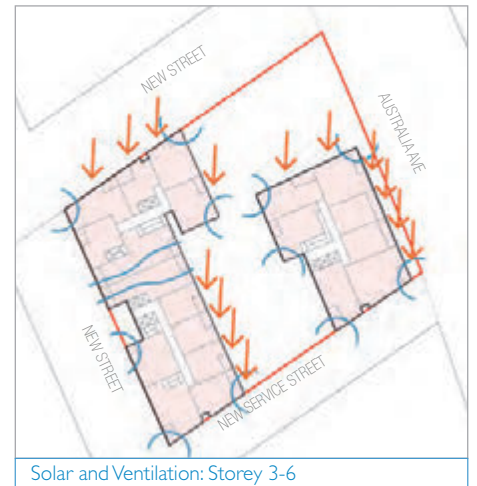 NEW STREET
AUSTRALIA AVE
NEW STREET
NEW SERVICE STREET
Solar and Ventilation: Storey 3-6